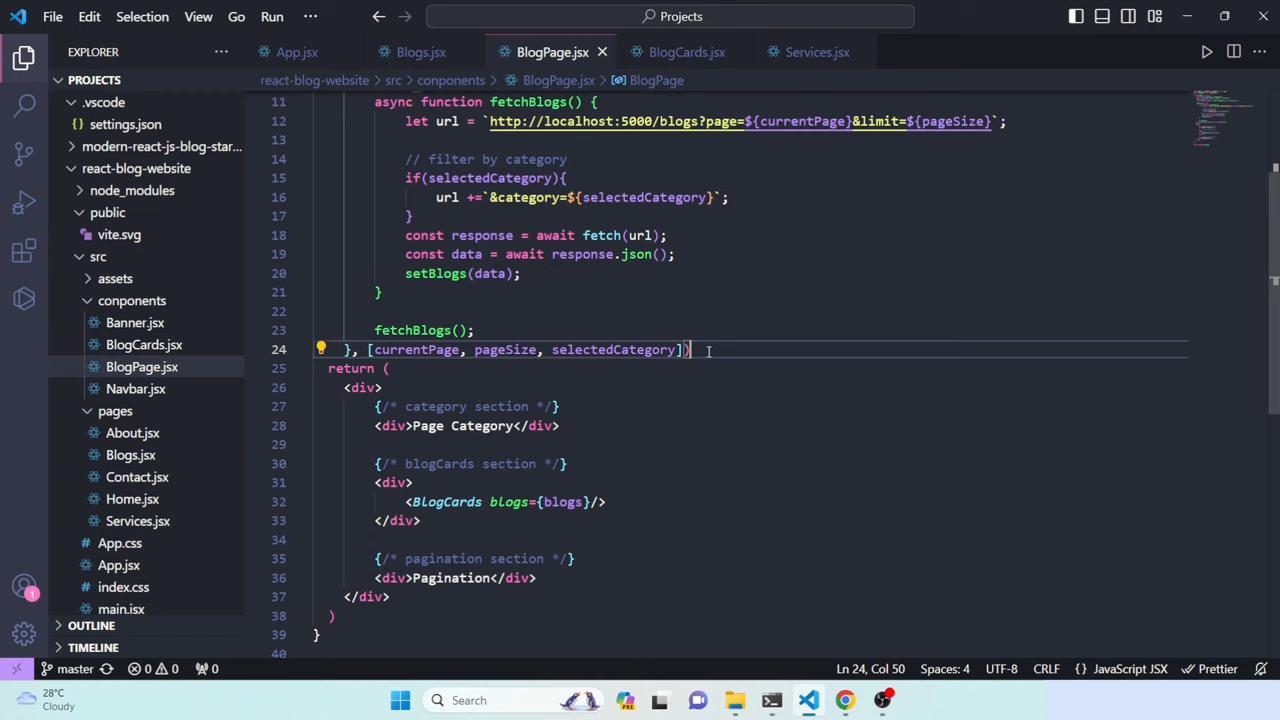 File Edit Selection View Go Run ··· Projects
EXPLORER ···
App.jsx Blogs.jsx BlogPage.jsx BlogCards.jsx Services.jsx
PROJECTS
react-blog-website > src > conponents > BlogPage.jsx > BlogPage
.vscode
settings.json
modern-react-js-blog-star...
react-blog-website
node_modules
public
vite.svg
src
assets
conponents
Banner.jsx
BlogCards.jsx
BlogPage.jsx
Navbar.jsx
pages
About.jsx
Blogs.jsx
Contact.jsx
Home.jsx
Services.jsx
App.css
App.jsx
index.css
main.jsx
OUTLINE
TIMELINE
11 async function fetchBlogs() {
12 let url = `http://localhost:5000/blogs?page=${currentPage}&limit=${pageSize}`;
13
14 // filter by category
15 if(selectedCategory){
16 url +=`&category=${selectedCategory}`;
17 }
18 const response = await fetch(url);
19 const data = await response.json();
20 setBlogs(data);
21 }
22
23 fetchBlogs();
24 }, [currentPage, pageSize, selectedCategory])
25 return (
26 <div>
27 {/* category section */}
28 <div>Page Category</div>
29
30 {/* blogCards section */}
31 <div>
32 <BlogCards blogs={blogs}/>
33 </div>
34
35 {/* pagination section */}
36 <div>Pagination</div>
37 </div>
38 )
39 }
40
1
master 0 0 0 Ln 24, Col 50 Spaces: 4 UTF-8 CRLF {} JavaScript JSX Prettier
28°C
Cloudy
Search
PRE